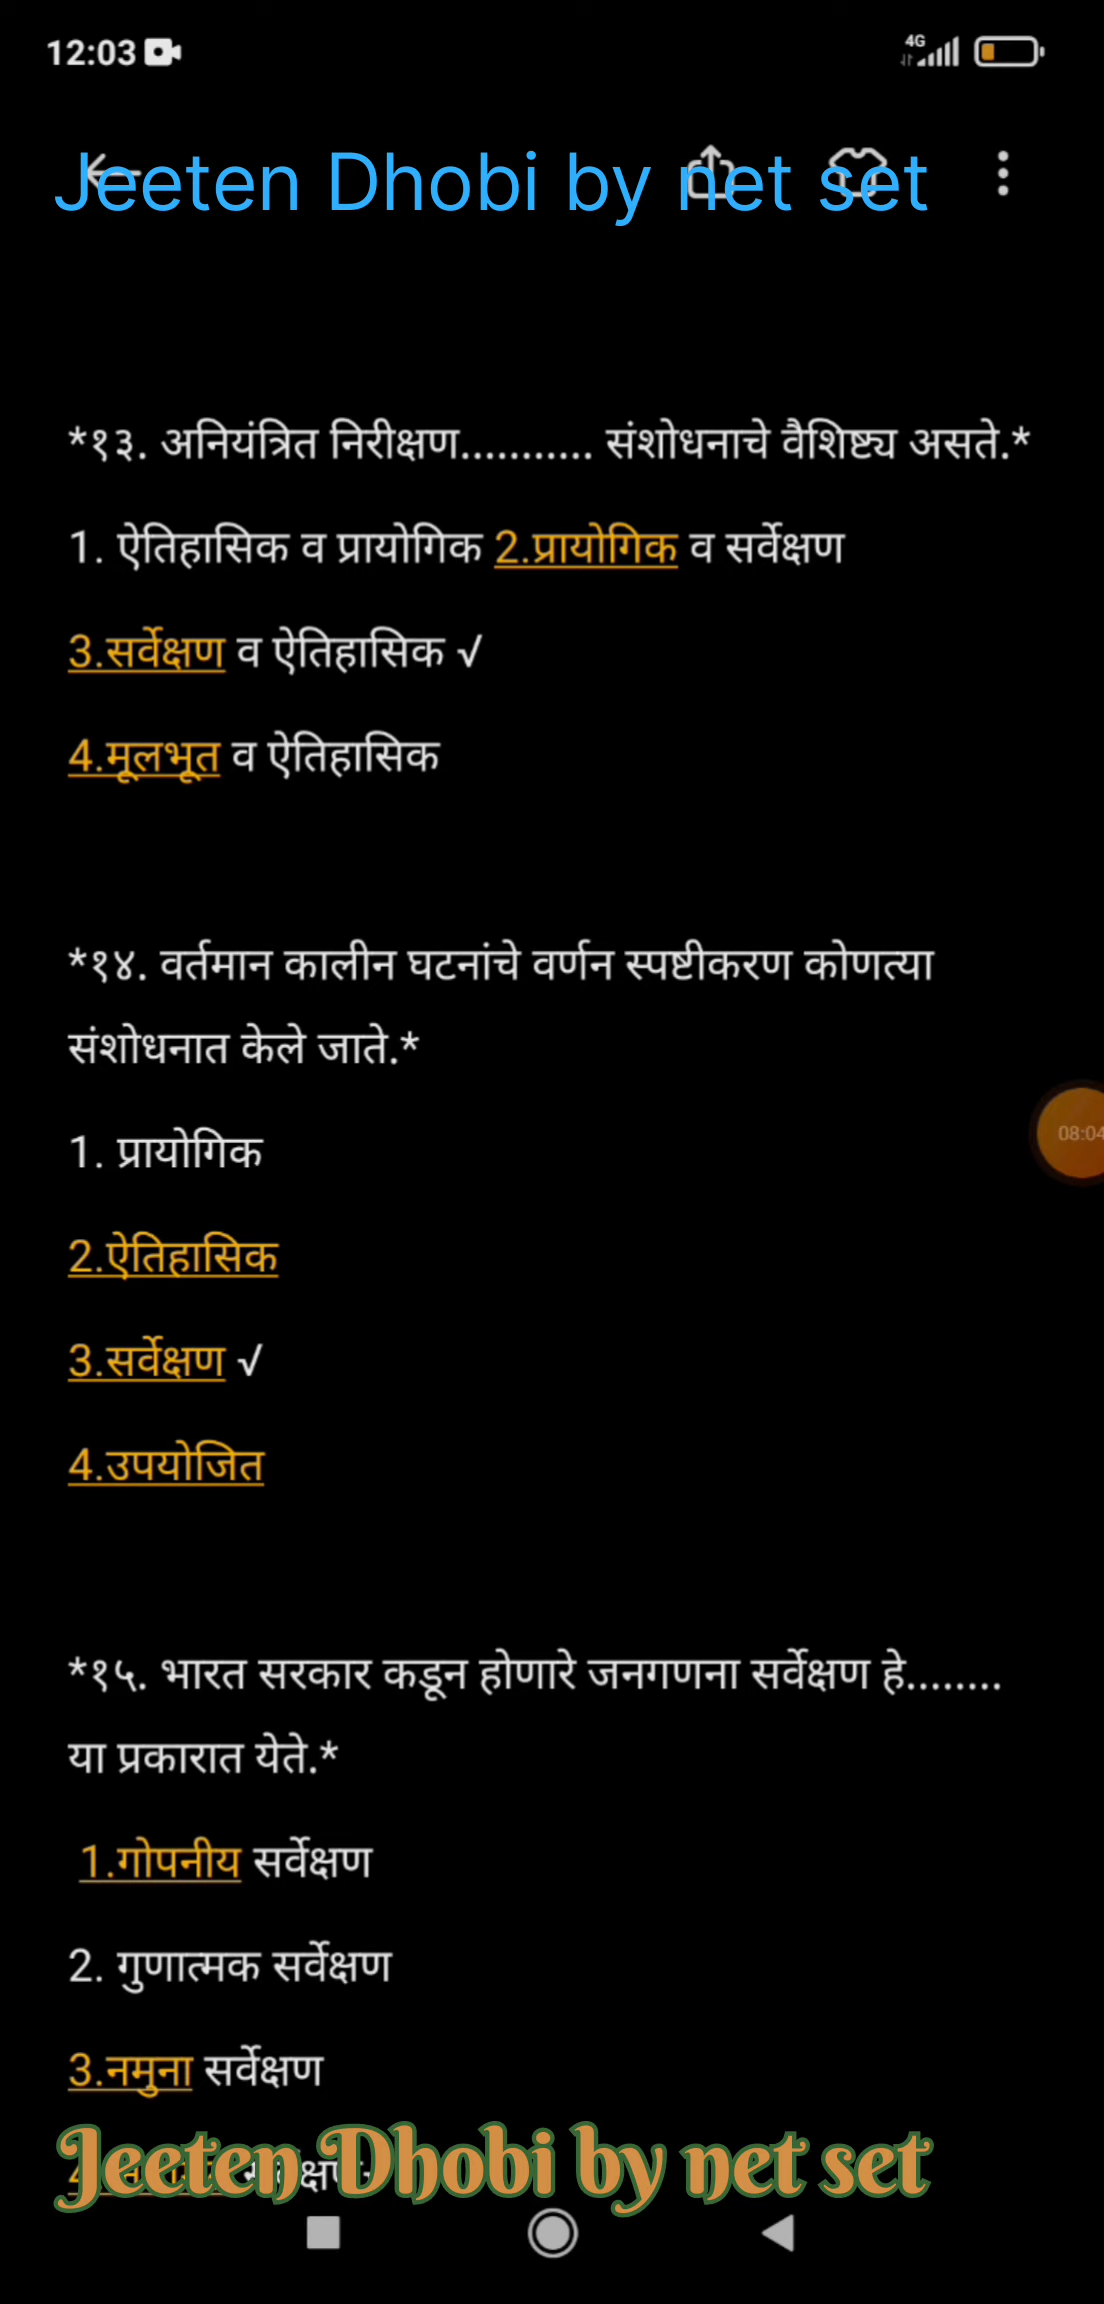 12:03
4G
Jeeten Dhobi by net set
*१३. अनियंत्रित निरीक्षण........... संशोधनाचे वैशिष्ट्य असते.*
1. ऐतिहासिक व प्रायोगिक 2.प्रायोगिक व सर्वेक्षण
3.सर्वेक्षण व ऐतिहासिक √
4.मूलभूत व ऐतिहासिक
*१४. वर्तमान कालीन घटनांचे वर्णन स्पष्टीकरण कोणत्या
संशोधनात केले जाते.*
08:04
1. प्रायोगिक
2.ऐतिहासिक
3.सर्वेक्षण √
4.उपयोजित
*१५. भारत सरकार कडून होणारे जनगणना सर्वेक्षण हे........
या प्रकारात येते.*
1.गोपनीय सर्वेक्षण
2. गुणात्मक सर्वेक्षण
3.नमुना सर्वेक्षण
Jeeten Dhobi by net set